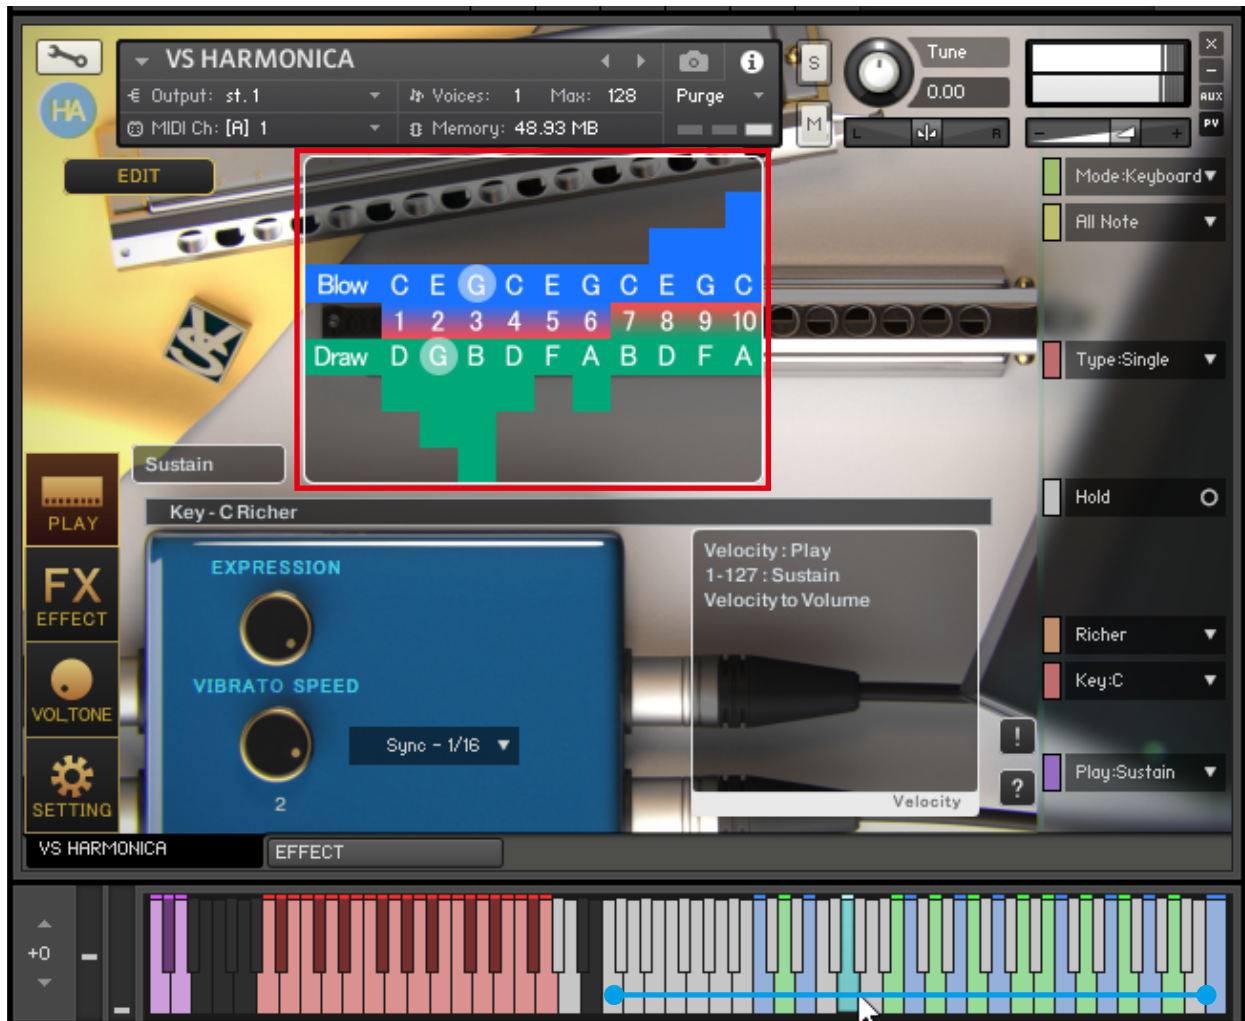 VS HARMONICA
S
Tune
HA
Output: st.1
Voices: 1 Max: 128
Purge
0.00
AUX
MIDI Ch: [A] 1
Memory: 48.93 MB
M
L
R
-
+
PV
EDIT
Mode:Keyboard
All Note
Blow C E G C E G C E G C
1 2 3 4 5 6 7 8 9 10
Draw D G B D F A B D F A
Type:Single
Sustain
Hold
PLAY
Key - C Richer
EXPRESSION
Velocity : Play
1-127 : Sustain
Velocity to Volume
FX
EFFECT
Richer
VIBRATO SPEED
Key:C
VOL,TONE
Sync - 1/16
!
Play:Sustain
?
SETTING
2
Velocity
VS HARMONICA
EFFECT
+0